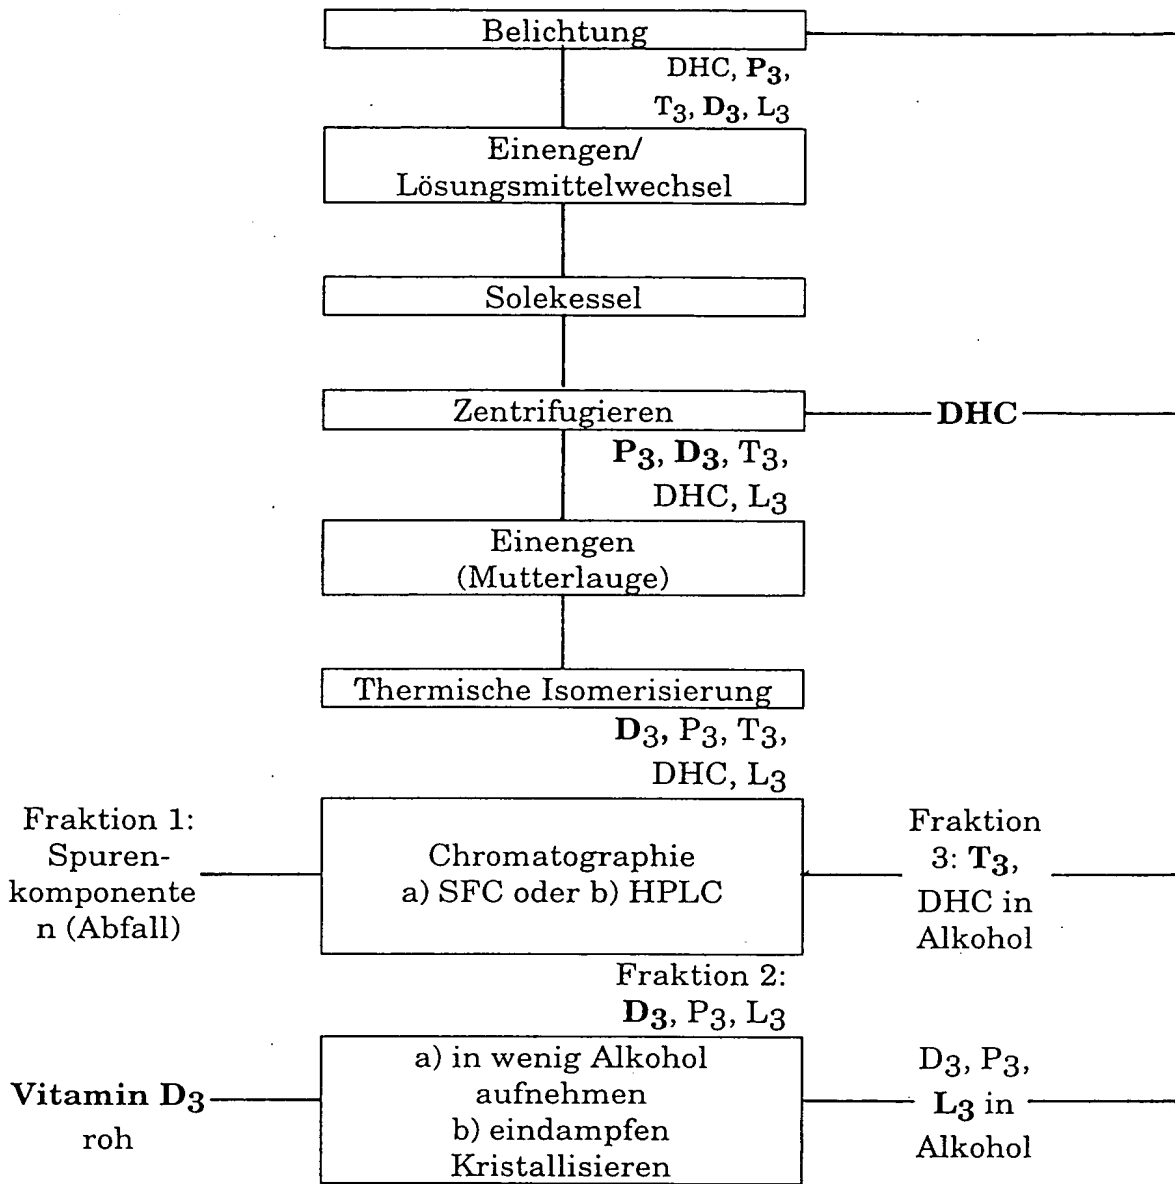 Belichtung
DHC, P3,
T3, D3, L3
Einengen/
Lösungsmittelwechsel
Solekessel
Zentrifugieren
DHC
P3, D3, T3,
DHC, L3
Einengen
(Mutterlauge)
Thermische Isomerisierung
D3, P3, T3,
DHC, L3
Fraktion 1:
Spuren-
komponente
n (Abfall)
Chromatographie
a) SFC oder b) HPLC
Fraktion
3: T3,
DHC in
Alkohol
Fraktion 2:
D3, P3, L3
Vitamin D3
roh
a) in wenig Alkohol
aufnehmen
b) eindampfen
Kristallisieren
D3, P3,
L3 in
Alkohol